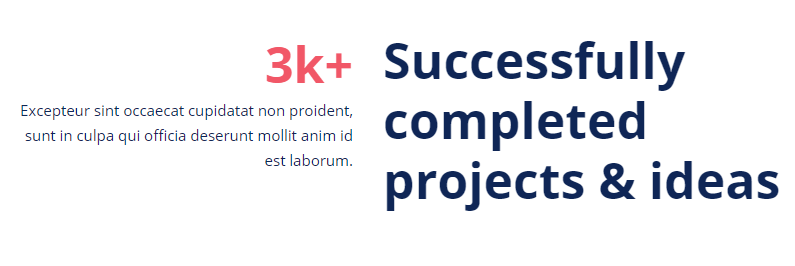 3k+
Excepteur sint occaecat cupidatat non proident,
sunt in culpa qui officia deserunt mollit anim id
est laborum.
Successfully
completed
projects & ideas